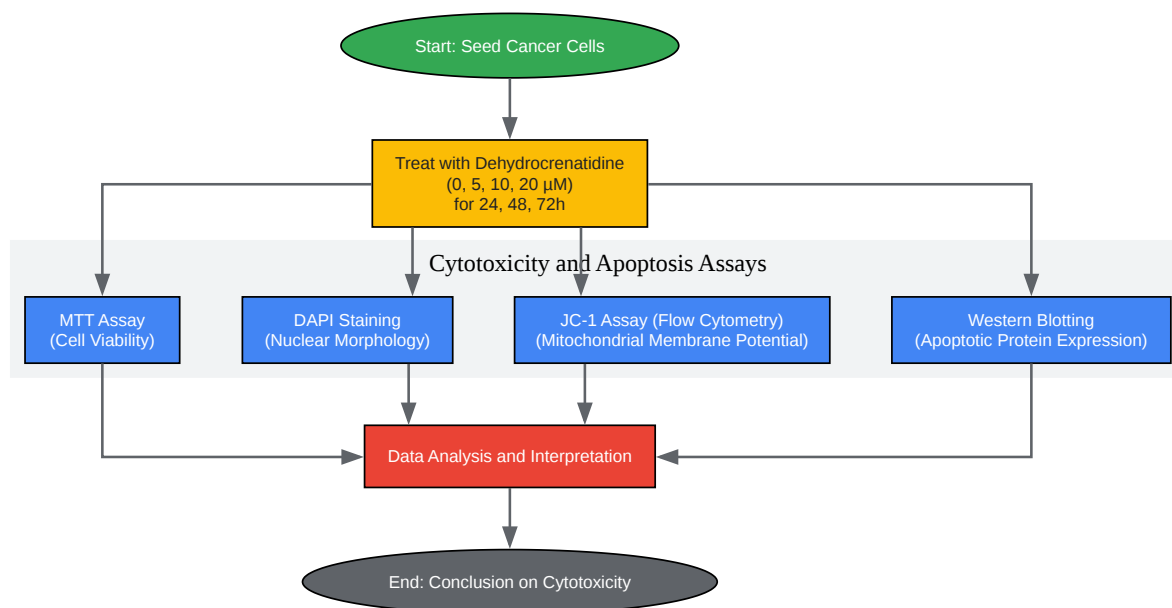 Start: Seed Cancer Cells
Treat with Dehydrocrenatidine
(0, 5, 10, 20 µM)
for 24, 48, 72h
Cytotoxicity and Apoptosis Assays
MTT Assay
(Cell Viability)
DAPI Staining
(Nuclear Morphology)
JC-1 Assay (Flow Cytometry)
(Mitochondrial Membrane Potential)
Western Blotting
(Apoptotic Protein Expression)
Data Analysis and Interpretation
End: Conclusion on Cytotoxicity